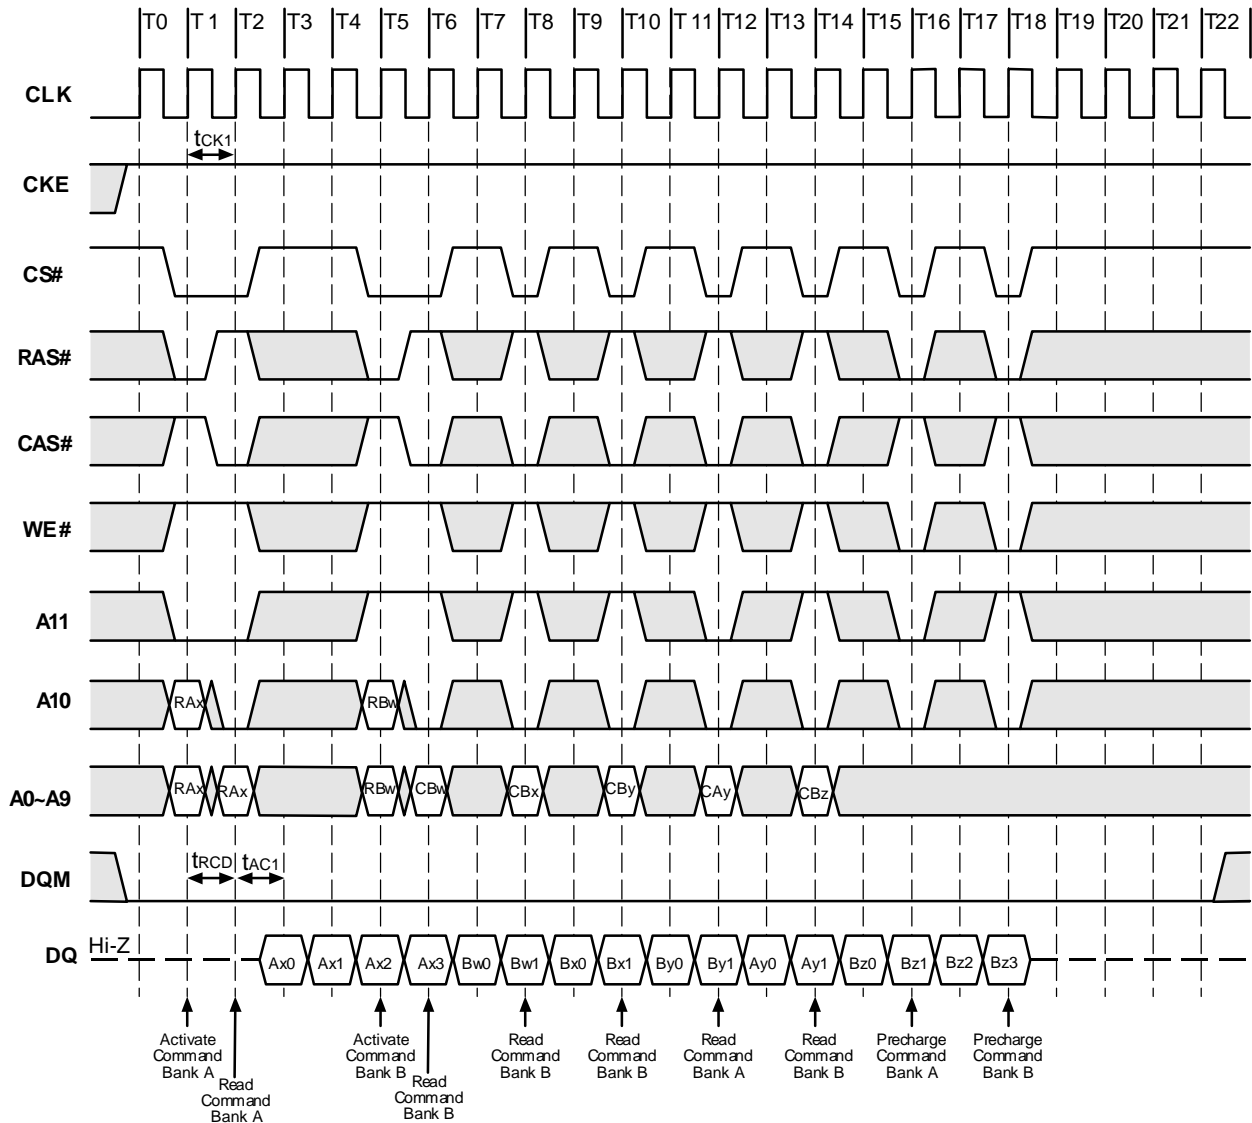 T0 T1 T2 T3 T4 T5 T6 T7 T8 T9 T10 T11 T12 T13 T14 T15 T16 T17 T18 T19 T20 T21 T22
CLK
tCK1
CKE
CS#
RAS#
CAS#
WE#
A11
A10 RAx RBw
A0~A9 RAx RAx RBw CBw CBx CBy CAy CBz
DQM tRCD tAC1
DQ Hi-Z Ax0 Ax1 Ax2 Ax3 Bw0 Bw1 Bx0 Bx1 By0 By1 Ay0 Ay1 Bz0 Bz1 Bz2 Bz3
Activate
Command
Bank A
Read
Command
Bank A
Activate
Command
Bank B
Read
Command
Bank B
Read
Command
Bank B
Read
Command
Bank B
Read
Command
Bank A
Read
Command
Bank B
Precharge
Command
Bank A
Precharge
Command
Bank B